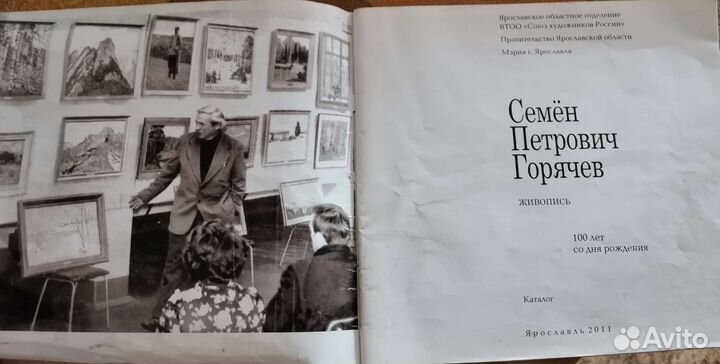 Ярославское областное отделение
ВТОО «Союз художников России»
Правительство Ярославской области
Мэрия г. Ярославля
Семён
Петрович
Горячев
живопись
100 лет
со дня рождения
Каталог
Ярославль 2011
Avito